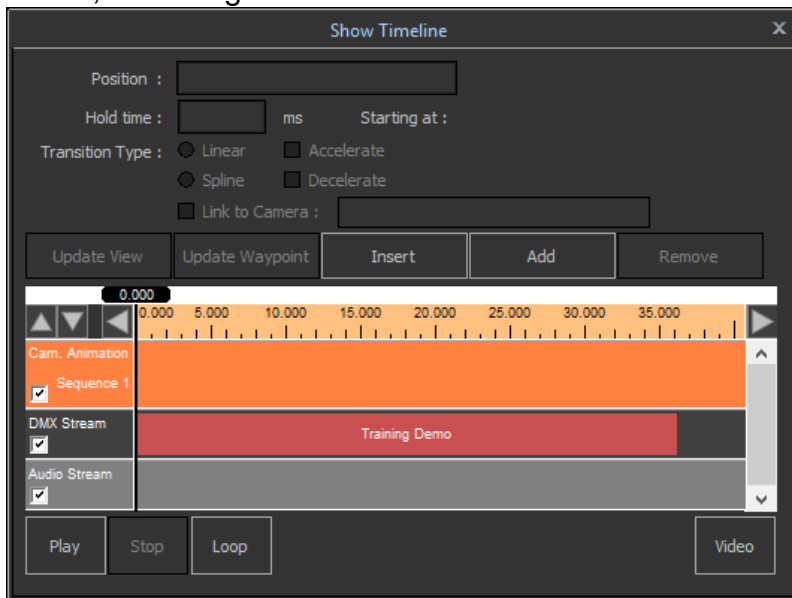 Show Timeline x
Position :
Hold time : ms Starting at :
Transition Type : Linear Accelerate
Spline Decelerate
Link to Camera :
Update View Update Waypoint Insert Add Remove
0.000
0.000 5.000 10.000 15.000 20.000 25.000 30.000 35.000
Cam. Animation
Sequence 1
DMX Stream
Training Demo
Audio Stream
Play Stop Loop Video